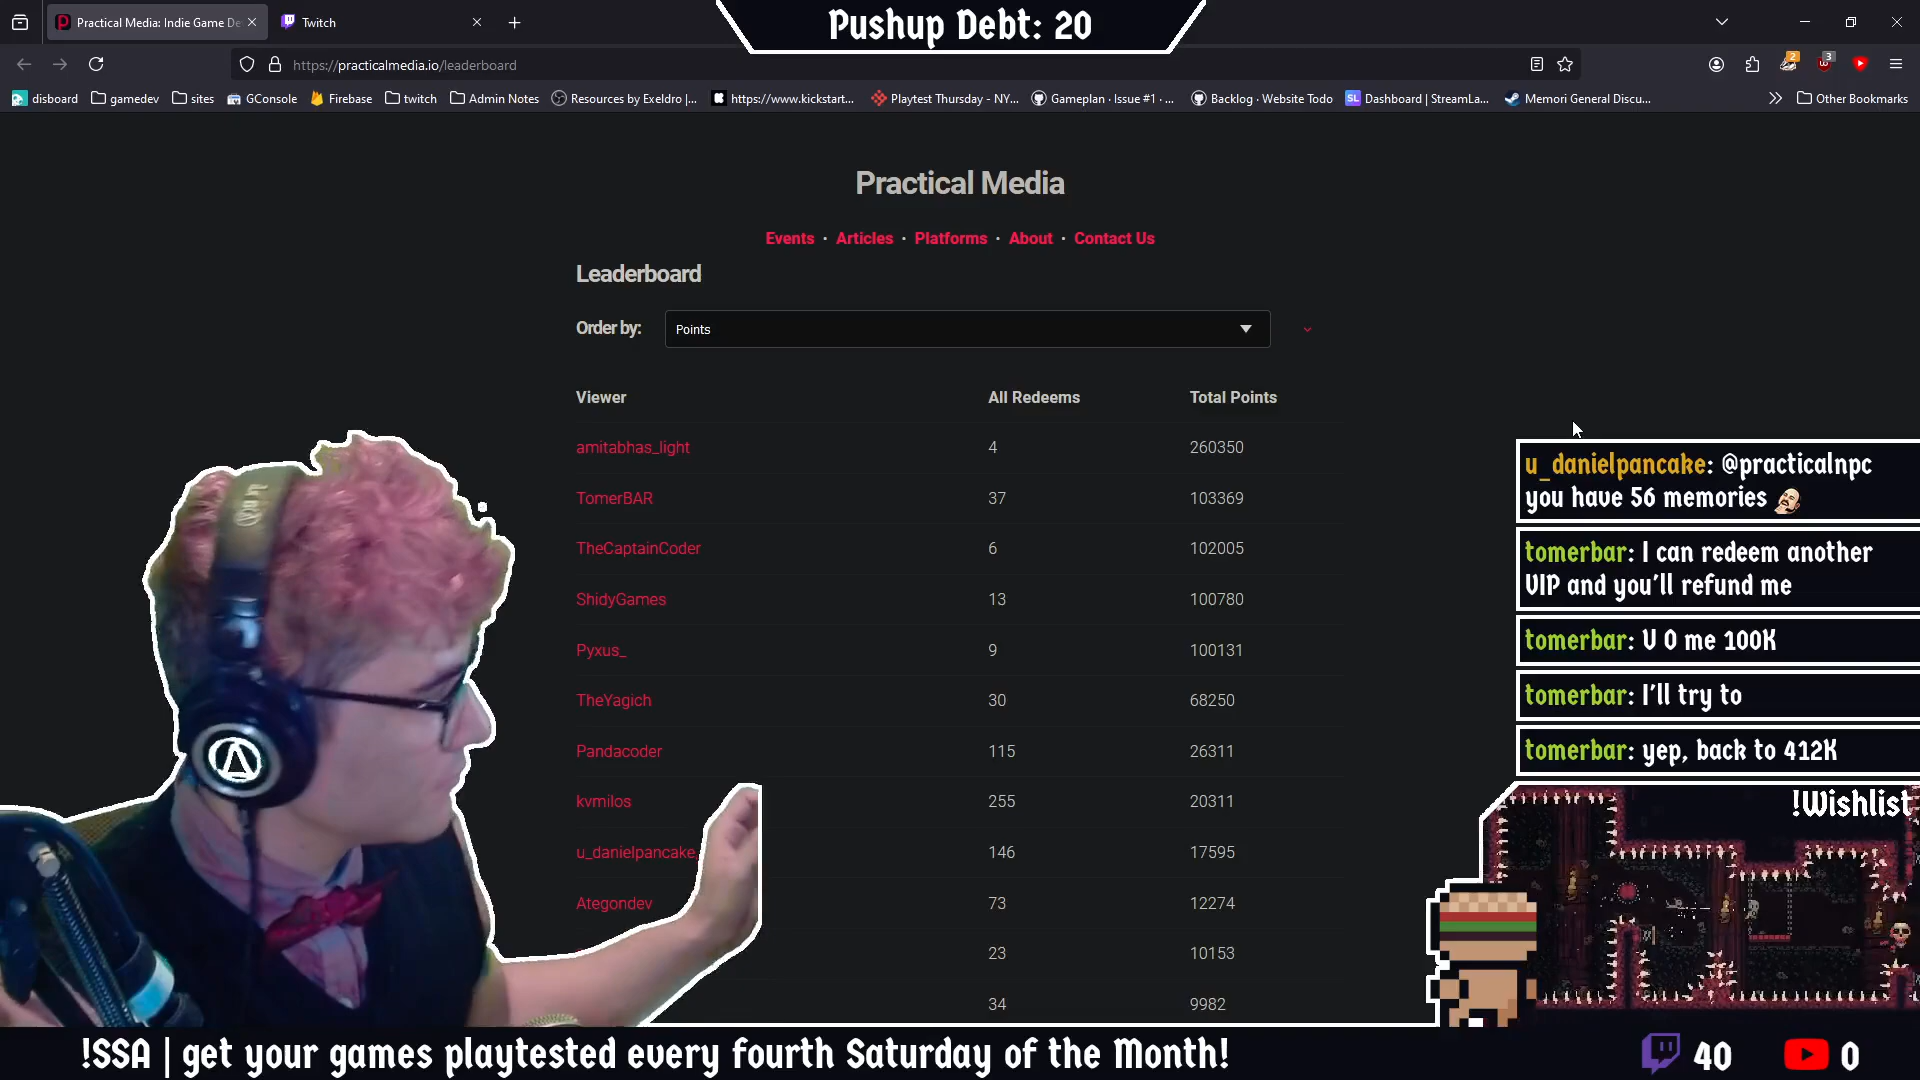 Practical Media: Indie Game De
Twitch
Pushup Debt: 20
https://practicalmedia.io/leaderboard
2
3
disboard
gamedev
sites
GConsole
Firebase
twitch
Admin Notes
Resources by Exeldro |...
https://www.kickstart...
Playtest Thursday - NY...
Gameplan · Issue #1 · ...
Backlog · Website Todo
SL Dashboard | StreamLa...
Memori General Discu...
Other Bookmarks
Practical Media
Events · Articles · Platforms · About · Contact Us
Leaderboard
Order by: Points
Viewer All Redeems Total Points
amitabhas_light 4 260350
TomerBAR 37 103369
TheCaptainCoder 6 102005
ShidyGames 13 100780
Pyxus_ 9 100131
TheYagich 30 68250
Pandacoder 115 26311
kvmilos 255 20311
u_danielpancake 146 17595
Ategondev 73 12274
23 10153
34 9982
u_danielpancake: @practicalnpc
you have 56 memories
tomerbar: I can redeem another
VIP and you'll refund me
tomerbar: U O me 100K
tomerbar: I'll try to
tomerbar: yep, back to 412K
!Wishlist
!SSA | get your games playtested every fourth Saturday of the Month!
40
0